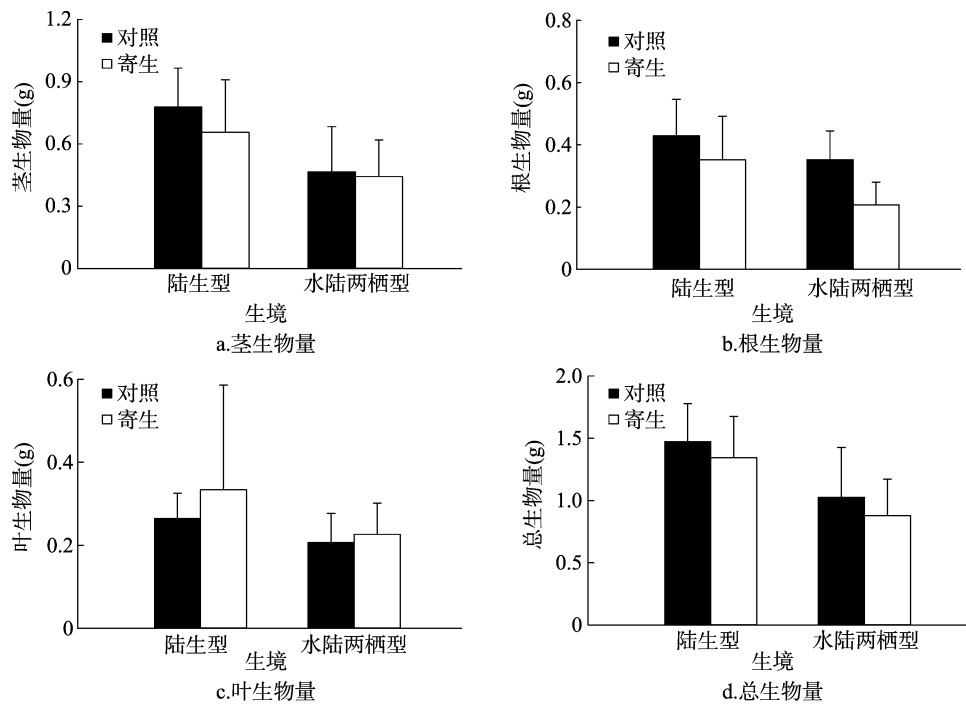 1.2
0.9
0.6
0.3
0
茎生物量(g)
对照
寄生
陆生型
水陆两栖型
生境
a.茎生物量
0.8
0.6
0.4
0.2
0
根生物量(g)
对照
寄生
陆生型
水陆两栖型
生境
b.根生物量
0.6
0.4
0.2
0
叶生物量(g)
对照
寄生
陆生型
水陆两栖型
生境
c.叶生物量
2.0
1.5
1.0
0.5
0
总生物量(g)
对照
寄生
陆生型
水陆两栖型
生境
d.总生物量